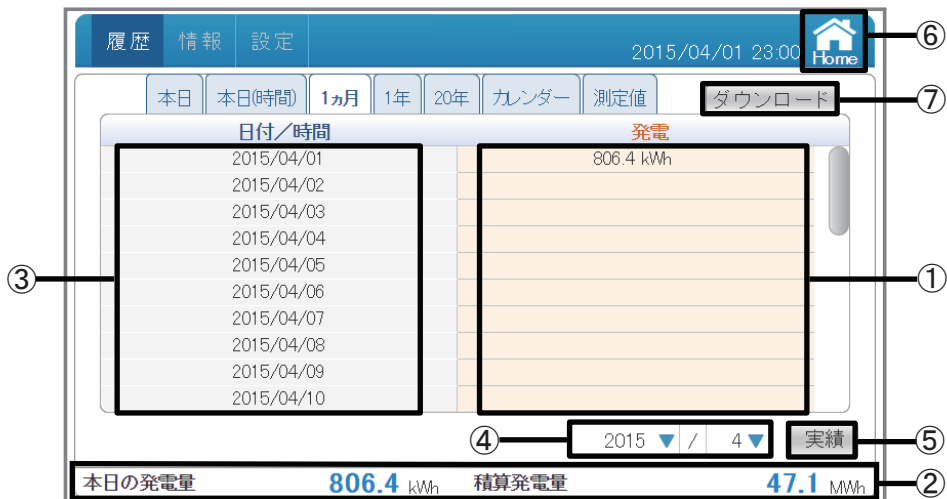 履歴 情報 設定
2015/04/01 23:00 Home ⑥
本日 本日(時間) 1ヵ月 1年 20年 カレンダー 測定値 ダウンロード ⑦
日付／時間 発電
2015/04/01 806.4 kWh
2015/04/02
2015/04/03
2015/04/04
2015/04/05
③ ①
2015/04/06
2015/04/07
2015/04/08
2015/04/09
2015/04/10
④ 2015 ▼ / 4 ▼ 実績 ⑤
本日の発電量 806.4 kWh 積算発電量 47.1 MWh ②